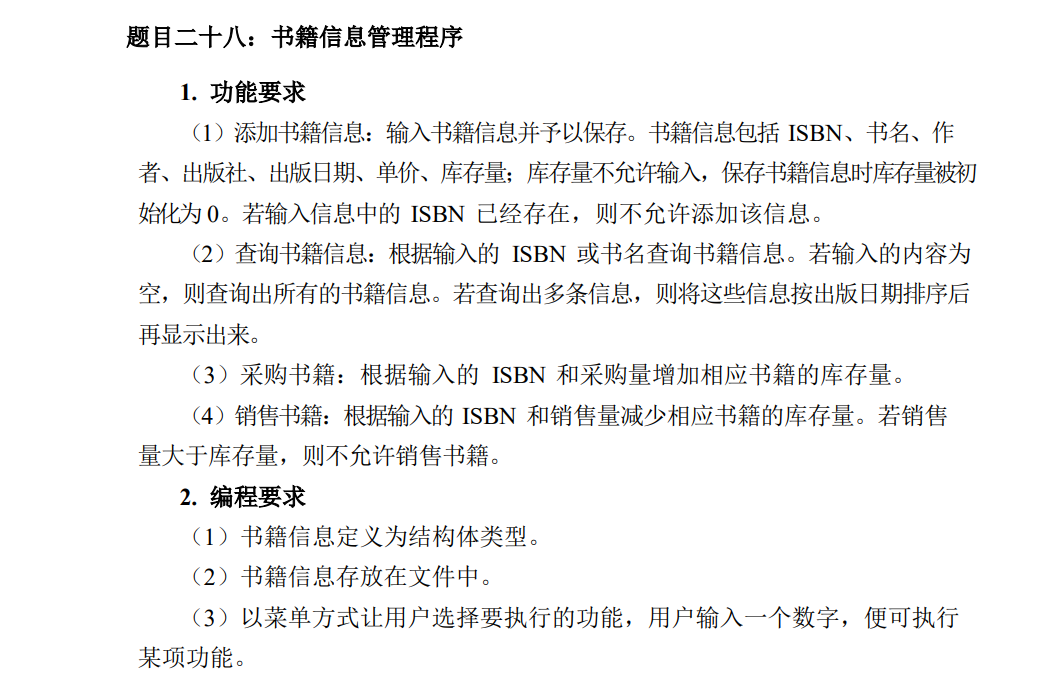 题目二十八：书籍信息管理程序
1. 功能要求
（1）添加书籍信息：输入书籍信息并予以保存。书籍信息包括 ISBN、书名、作
者、出版社、出版日期、单价、库存量；库存量不允许输入，保存书籍信息时库存量被初
始化为 0。若输入信息中的 ISBN 已经存在，则不允许添加该信息。
（2）查询书籍信息：根据输入的 ISBN 或书名查询书籍信息。若输入的内容为
空，则查询出所有的书籍信息。若查询出多条信息，则将这些信息按出版日期排序后
再显示出来。
（3）采购书籍：根据输入的 ISBN 和采购量增加相应书籍的库存量。
（4）销售书籍：根据输入的 ISBN 和销售量减少相应书籍的库存量。若销售
量大于库存量，则不允许销售书籍。
2. 编程要求
（1）书籍信息定义为结构体类型。
（2）书籍信息存放在文件中。
（3）以菜单方式让用户选择要执行的功能，用户输入一个数字，便可执行
某项功能。